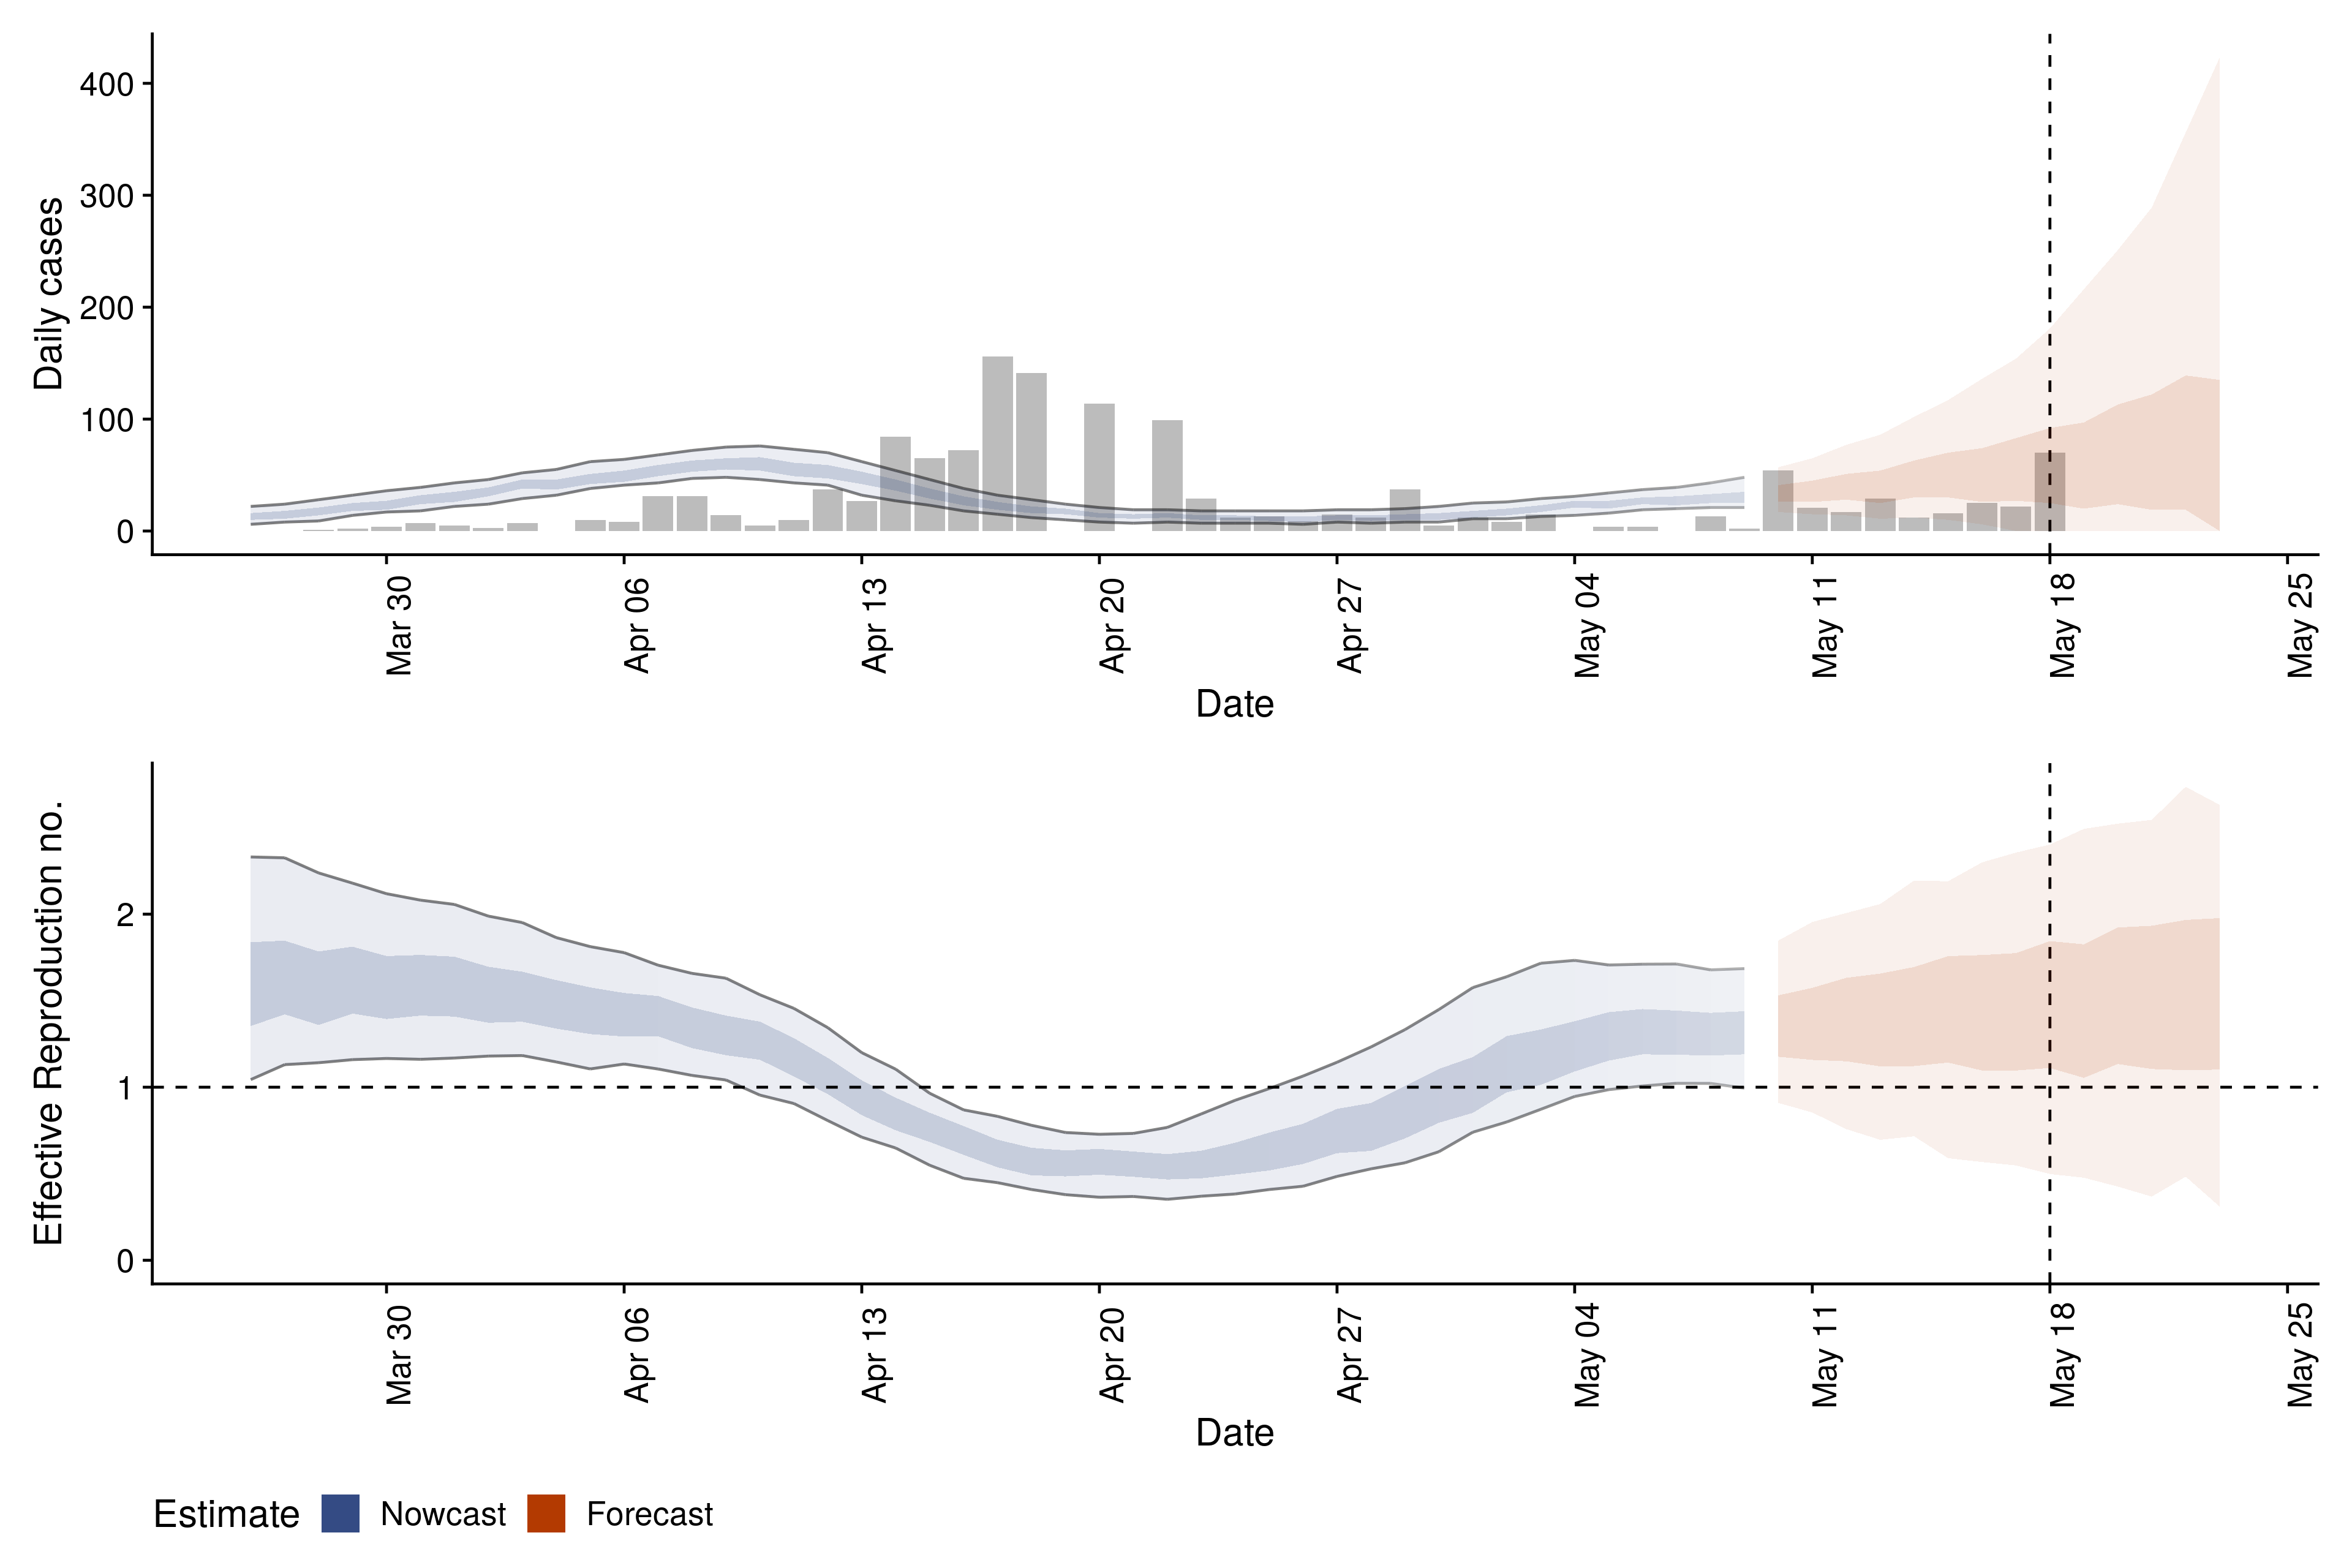 Daily cases
400
300
200
100
0
Mar 30
Apr 06
Apr 13
Apr 20
Apr 27
May 04
May 11
May 18
May 25
Date
Effective Reproduction no.
2
1
0
Mar 30
Apr 06
Apr 13
Apr 20
Apr 27
May 04
May 11
May 18
May 25
Date
Estimate Nowcast Forecast